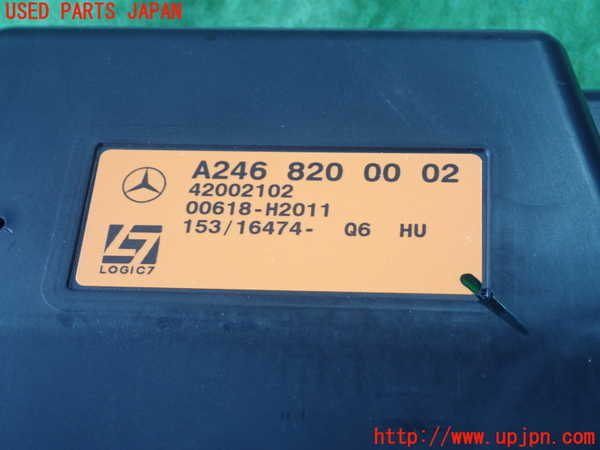 USED PARTS JAPAN
A246 820 00 02
42002102
00618-H2011
153/16474- Q6 HU
LOGIC7
http://www.upjpn.com/